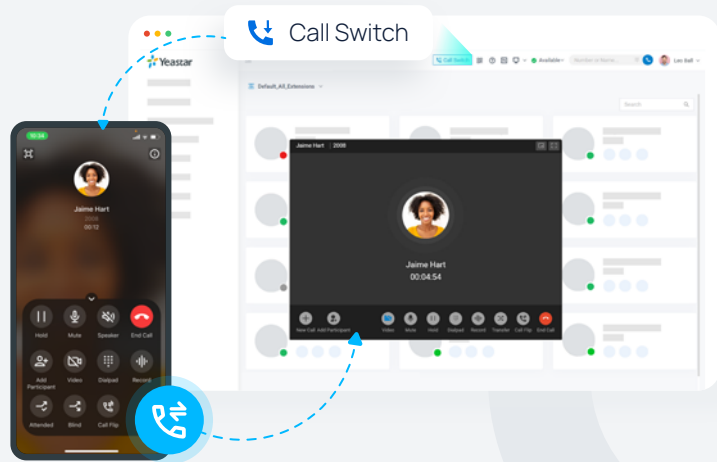 Call Switch
Yeastar
Call Switch
Available
Number or Name...
Leo Ball
Default_All_Extensions
Search
10:34
Jaime Hart
2008
00:12
Hold Mute Speaker End Call
Add Participant Video Dialpad Record
Attended Blind Call Flip
Jaime Hart 2008
Jaime Hart
00:04:54
New Call Add Participant Video Mute Hold Dialpad Record Transfer Call Flip End Call